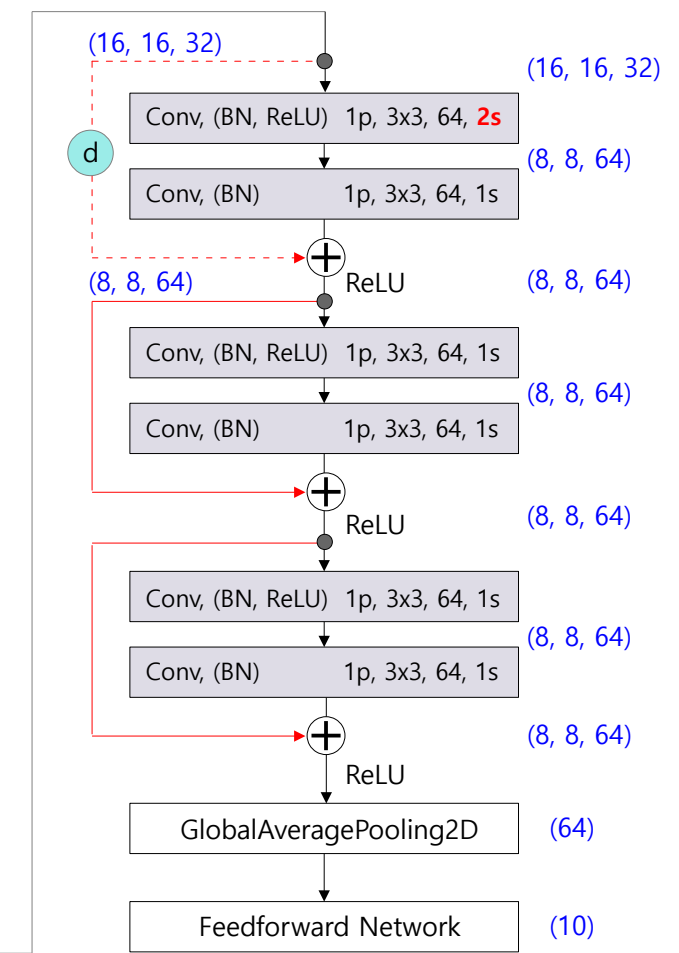 (16, 16, 32)
(16, 16, 32)
Conv, (BN, ReLU) 1p, 3x3, 64, 2s
d
(8, 8, 64)
Conv, (BN) 1p, 3x3, 64, 1s
(8, 8, 64)
ReLU
(8, 8, 64)
Conv, (BN, ReLU) 1p, 3x3, 64, 1s
(8, 8, 64)
Conv, (BN) 1p, 3x3, 64, 1s
ReLU
(8, 8, 64)
Conv, (BN, ReLU) 1p, 3x3, 64, 1s
(8, 8, 64)
Conv, (BN) 1p, 3x3, 64, 1s
(8, 8, 64)
ReLU
GlobalAveragePooling2D (64)
Feedforward Network (10)